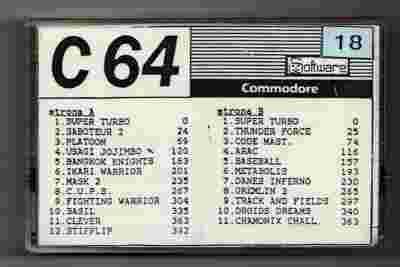 C 64
18
Software
Commodore
strona A
1.SUPER TURBO 0
2.SABOTEUR 2 24
3.PLATOON 69
4.USAGI JOJIMBO 120
5.BANGKOK KNIGHTS 163
6.IKARI WARRIOR 201
7.MASK 2 235
8.C.U.P.S. 267
9.FIGHTING WARRIOR 304
10.BASIL 335
11.CLEVER 363
12.STIFFLIP 342
strona B
1.SUPER TURBO 0
2.THUNDER FORCE 25
3.CODE MAST. 74
4.ARAC 116
5.BASEBALL 157
6.METABOLIS 193
7.DANES INFERNO 230
8.GREMLIN 2 265
9.TRACK AND FIELDS 297
10.DROIDS DREAMS 340
11.CHAMONIX CHALL. 363